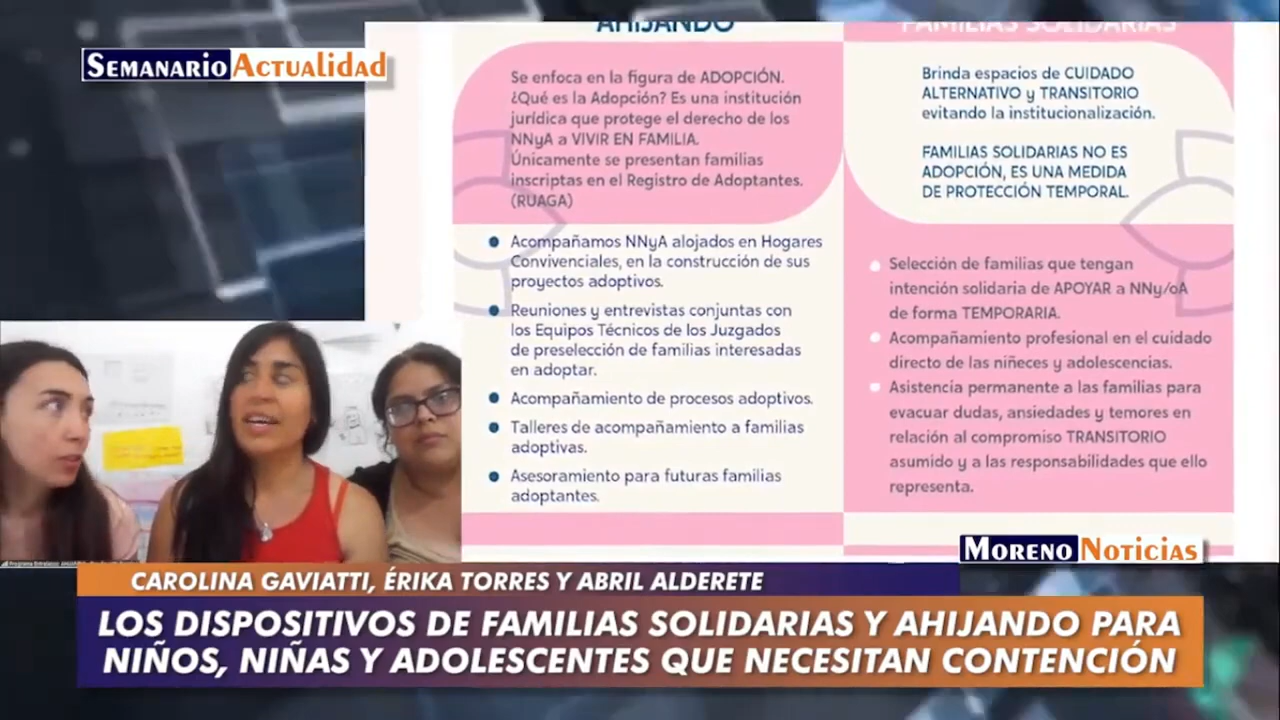 SEMANARIO ACTUALIDAD
AHIJANDO
Se enfoca en la figura de ADOPCIÓN.
¿Qué es la Adopción? Es una institución
jurídica que protege el derecho de los
NNyA a VIVIR EN FAMILIA.
Únicamente se presentan familias
inscriptas en el Registro de Adoptantes.
(RUAGA)
Acompañamos NNyA alojados en Hogares
Convivenciales, en la construcción de sus
proyectos adoptivos.
Reuniones y entrevistas conjuntas con
los Equipos Técnicos de los Juzgados
de preselección de familias interesadas
en adoptar.
Acompañamiento de procesos adoptivos.
Talleres de acompañamiento a familias
adoptivas.
Asesoramiento para futuras familias
adoptantes.
FAMILIAS SOLIDARIAS
Brinda espacios de CUIDADO
ALTERNATIVO y TRANSITORIO
evitando la institucionalización.
FAMILIAS SOLIDARIAS NO ES
ADOPCIÓN, ES UNA MEDIDA
DE PROTECCIÓN TEMPORAL.
Selección de familias que tengan
intención solidaria de APOYAR a NNy/oA
de forma TEMPORARIA.
Acompañamiento profesional en el cuidado
directo de las niñeces y adolescencias.
Asistencia permanente a las familias para
evacuar dudas, ansiedades y temores en
relación al compromiso TRANSITORIO
asumido y a las responsabilidades que ello
representa.
MORENO NOTICIAS
CAROLINA GAVIATTI, ÉRIKA TORRES Y ABRIL ALDERETE
LOS DISPOSITIVOS DE FAMILIAS SOLIDARIAS Y AHIJANDO PARA
NIÑOS, NIÑAS Y ADOLESCENTES QUE NECESITAN CONTENCIÓN